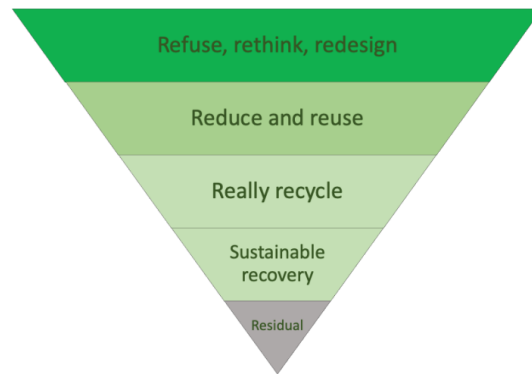 Refuse, rethink, redesign
Reduce and reuse
Really recycle
Sustainable
recovery
Residual